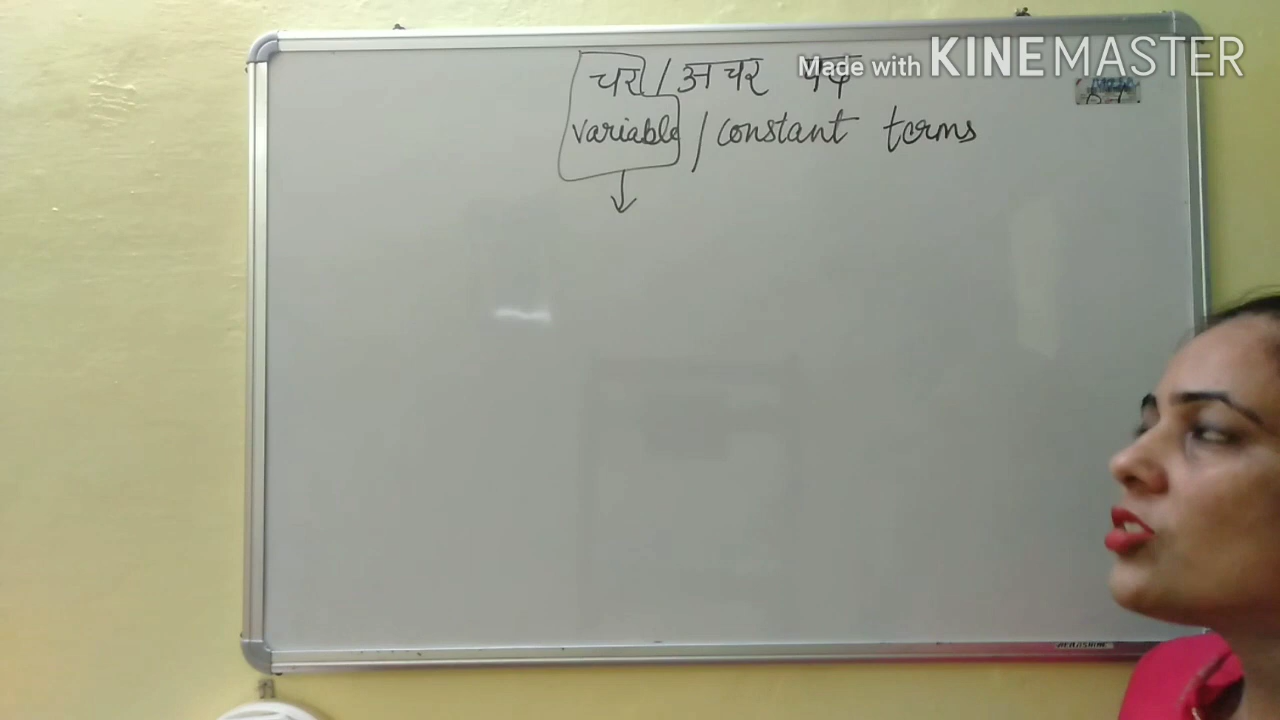 Made with KINEMASTER
चर / अचर पद
variable / constant terms